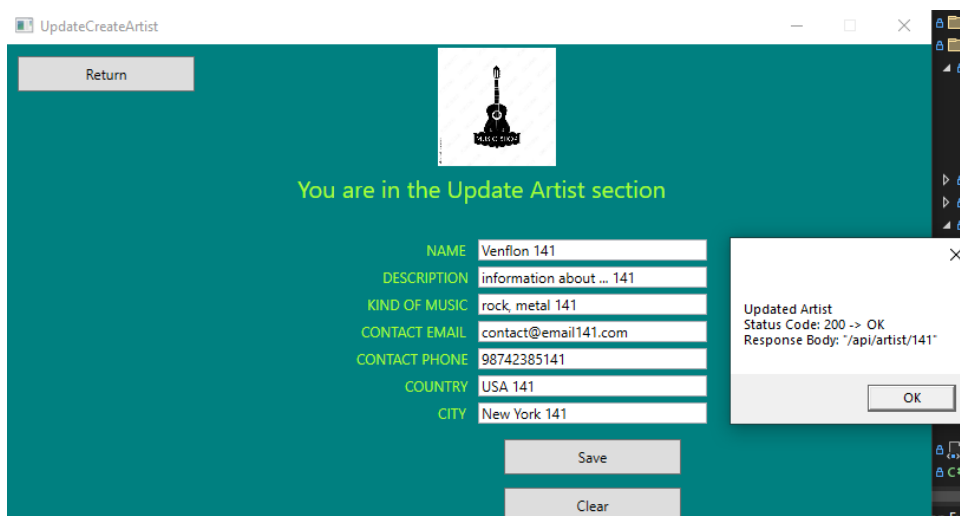 UpdateCreateArtist
Return
MUSIC SHOP
You are in the Update Artist section
NAME Venflon 141
DESCRIPTION information about ... 141
KIND OF MUSIC rock, metal 141
CONTACT EMAIL contact@email141.com
CONTACT PHONE 98742385141
COUNTRY USA 141
CITY New York 141
Updated Artist
Status Code: 200 -> OK
Response Body: "/api/artist/141"
OK
Save
Clear